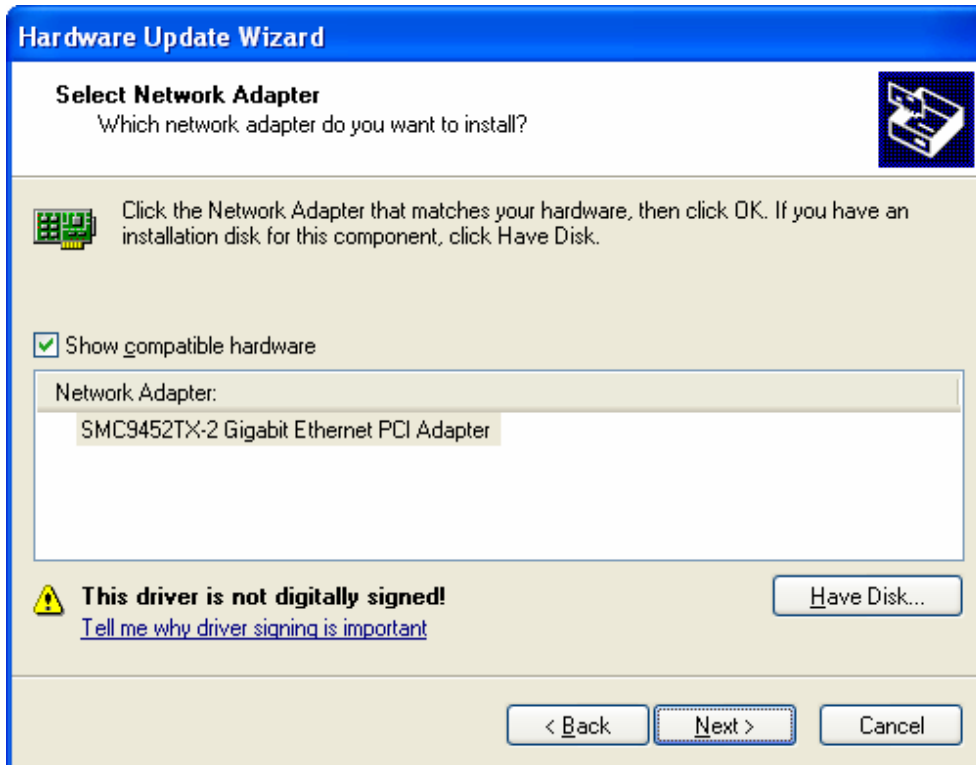 Hardware Update Wizard
Select Network Adapter
Which network adapter do you want to install?
Click the Network Adapter that matches your hardware, then click OK. If you have an
installation disk for this component, click Have Disk.
Show compatible hardware
Network Adapter:
SMC9452TX-2 Gigabit Ethernet PCI Adapter
This driver is not digitally signed!
Have Disk...
Tell me why driver signing is important
< Back
Next >
Cancel